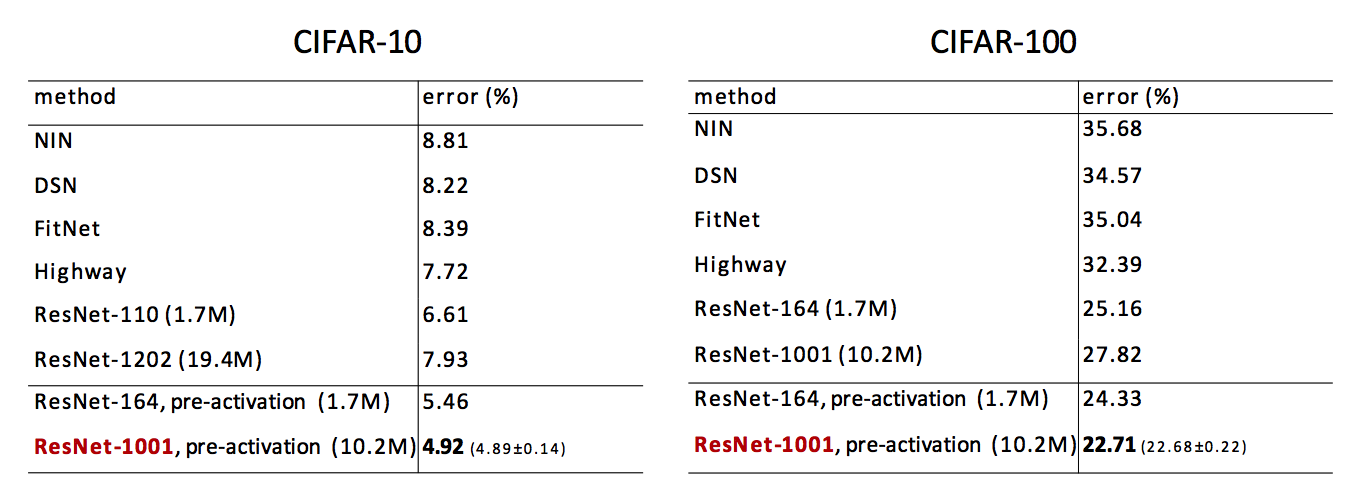 CIFAR-10
method error (%)
NIN 8.81
DSN 8.22
FitNet 8.39
Highway 7.72
ResNet-110 (1.7M) 6.61
ResNet-1202 (19.4M) 7.93
ResNet-164, pre-activation (1.7M) 5.46
ResNet-1001, pre-activation (10.2M) 4.92 (4.89±0.14)
CIFAR-100
method error (%)
NIN 35.68
DSN 34.57
FitNet 35.04
Highway 32.39
ResNet-164 (1.7M) 25.16
ResNet-1001 (10.2M) 27.82
ResNet-164, pre-activation (1.7M) 24.33
ResNet-1001, pre-activation (10.2M) 22.71 (22.68±0.22)